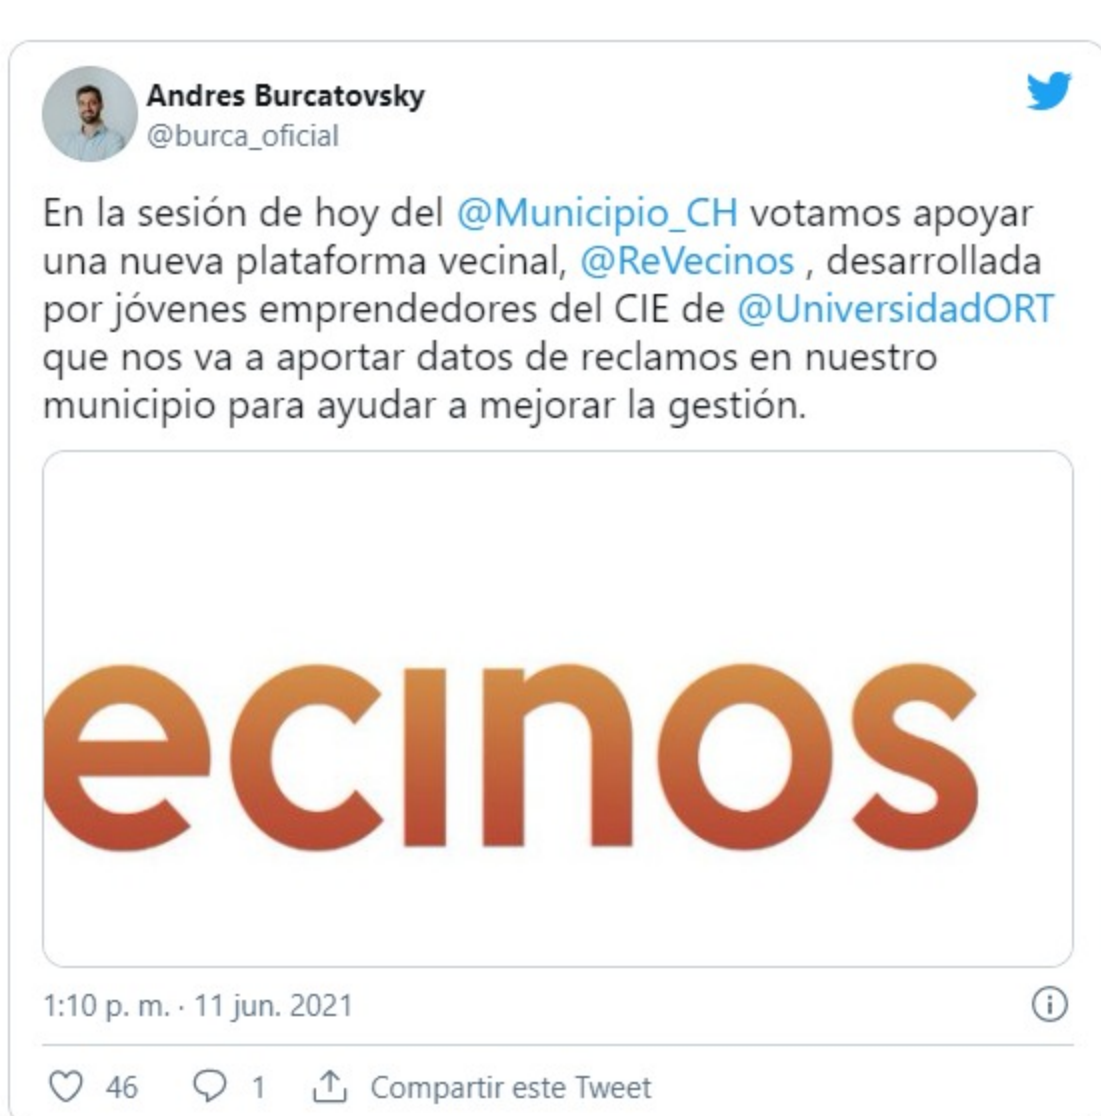 Andres Burcatovsky
@burca_oficial
En la sesión de hoy del @Municipio_CH votamos apoyar
una nueva plataforma vecinal, @ReVecinos , desarrollada
por jóvenes emprendedores del CIE de @UniversidadORT
que nos va a aportar datos de reclamos en nuestro
municipio para ayudar a mejorar la gestión.
ecinos
1:10 p. m. · 11 jun. 2021
46 1 Compartir este Tweet